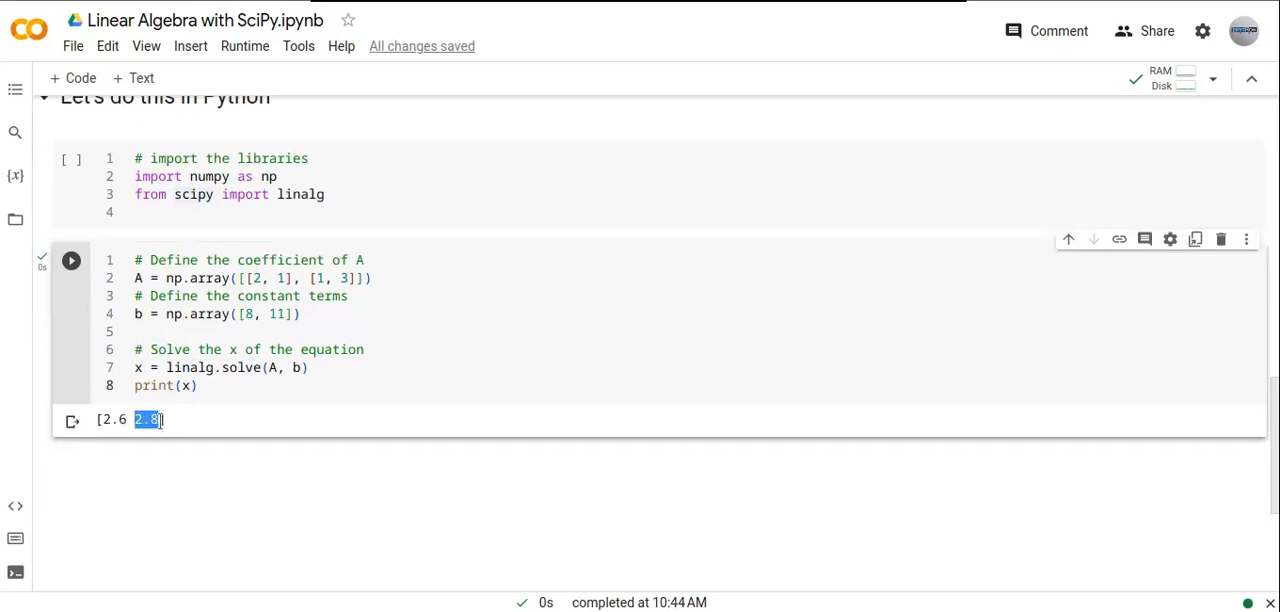 Linear Algebra with SciPy.ipynb
Comment
Share
File Edit View Insert Runtime Tools Help All changes saved
+ Code + Text
RAM
Disk
Let's do this in Python
{x}
[ ]
1 # import the libraries
2 import numpy as np
3 from scipy import linalg
4
0s
1 # Define the coefficient of A
2 A = np.array([[2, 1], [1, 3]])
3 # Define the constant terms
4 b = np.array([8, 11])
5
6 # Solve the x of the equation
7 x = linalg.solve(A, b)
8 print(x)
[2.6 2.8]
0s completed at 10:44 AM